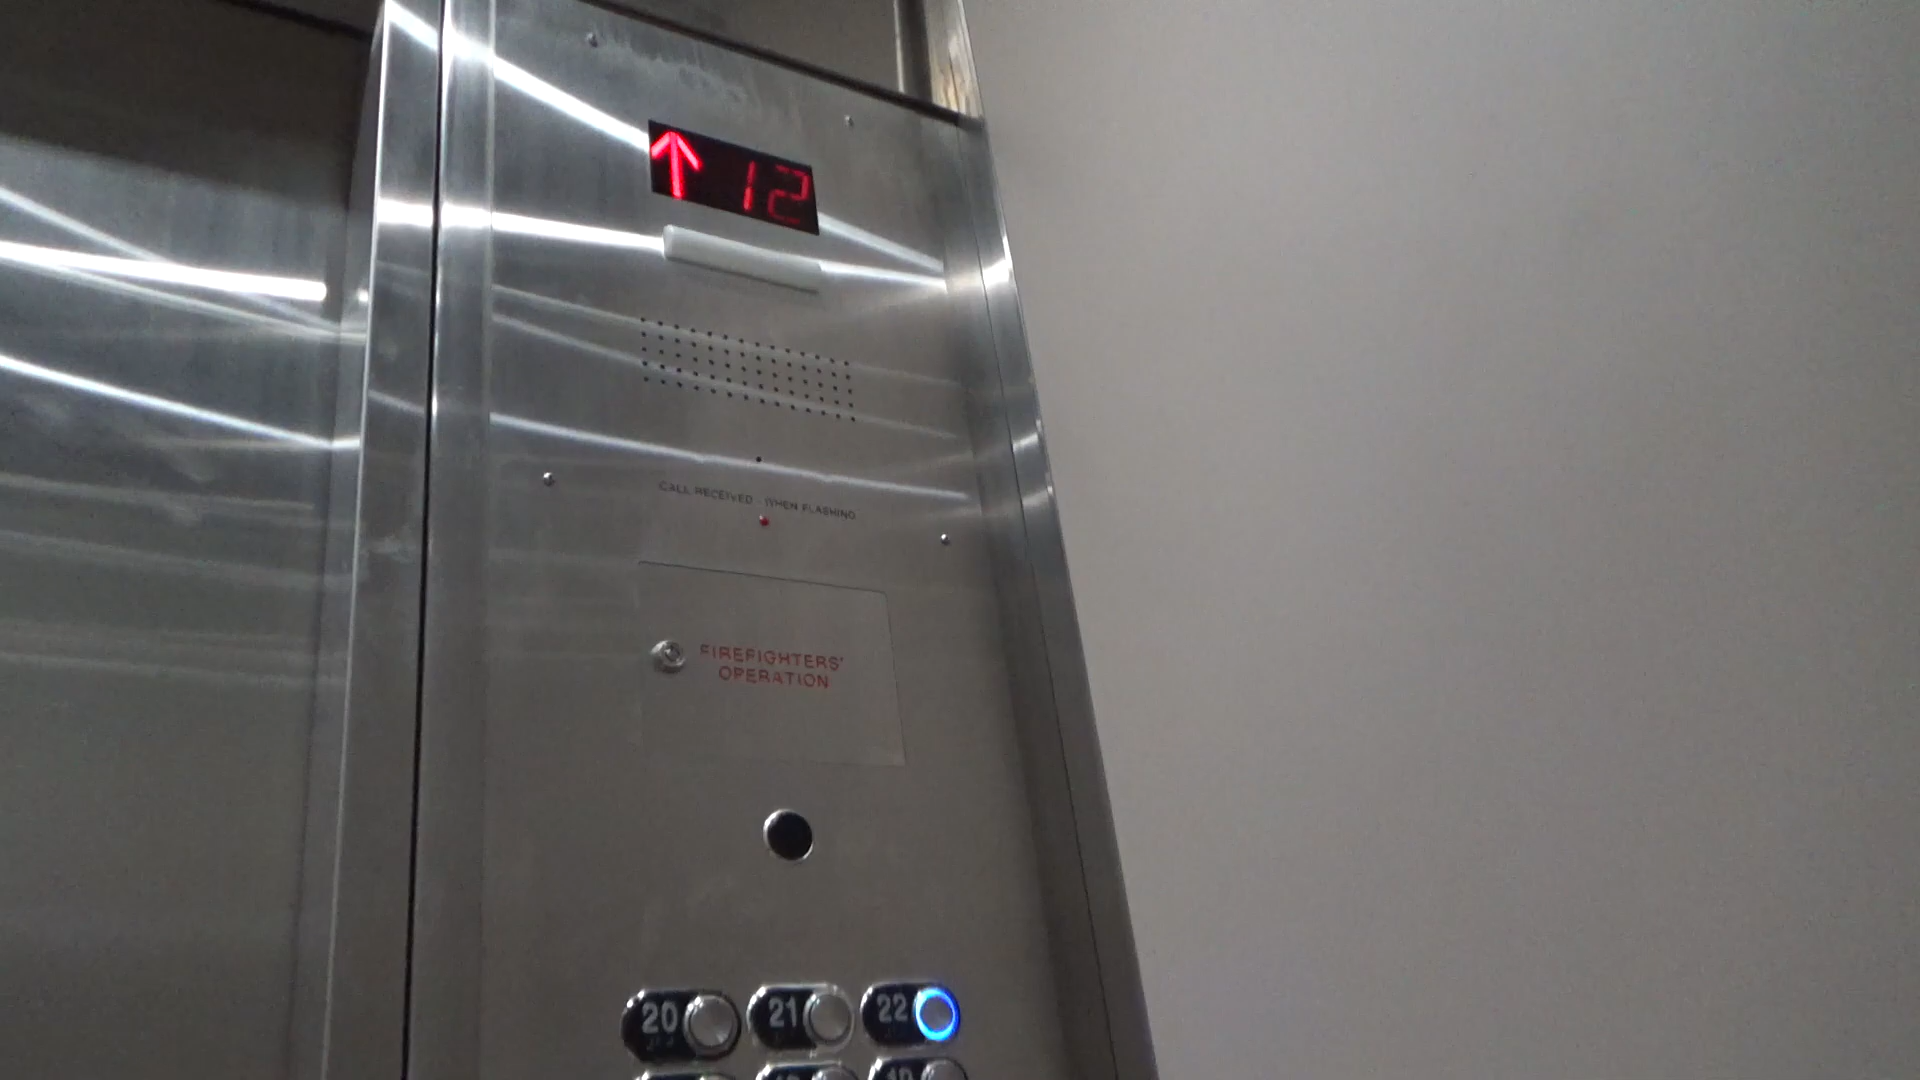 12
CALL RECEIVED WHEN FLASHING
FIREFIGHTERS'
OPERATION
20 21 22